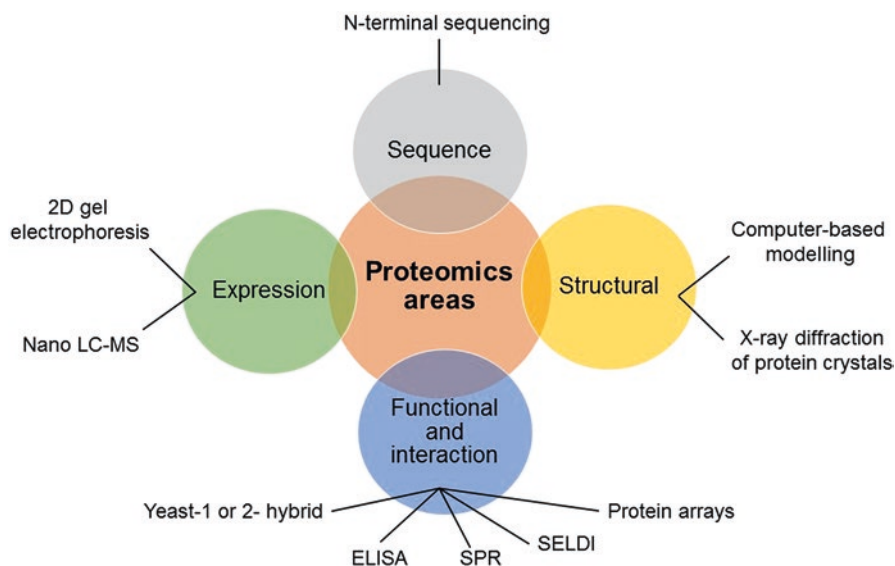 N-terminal sequencing
Sequence
2D gel
electrophoresis
Expression
Nano LC-MS
Proteomics
areas
Structural
Computer-based
modelling
X-ray diffraction
of protein crystals
Functional
and
interaction
Yeast-1 or 2- hybrid
ELISA
SPR
SELDI
Protein arrays